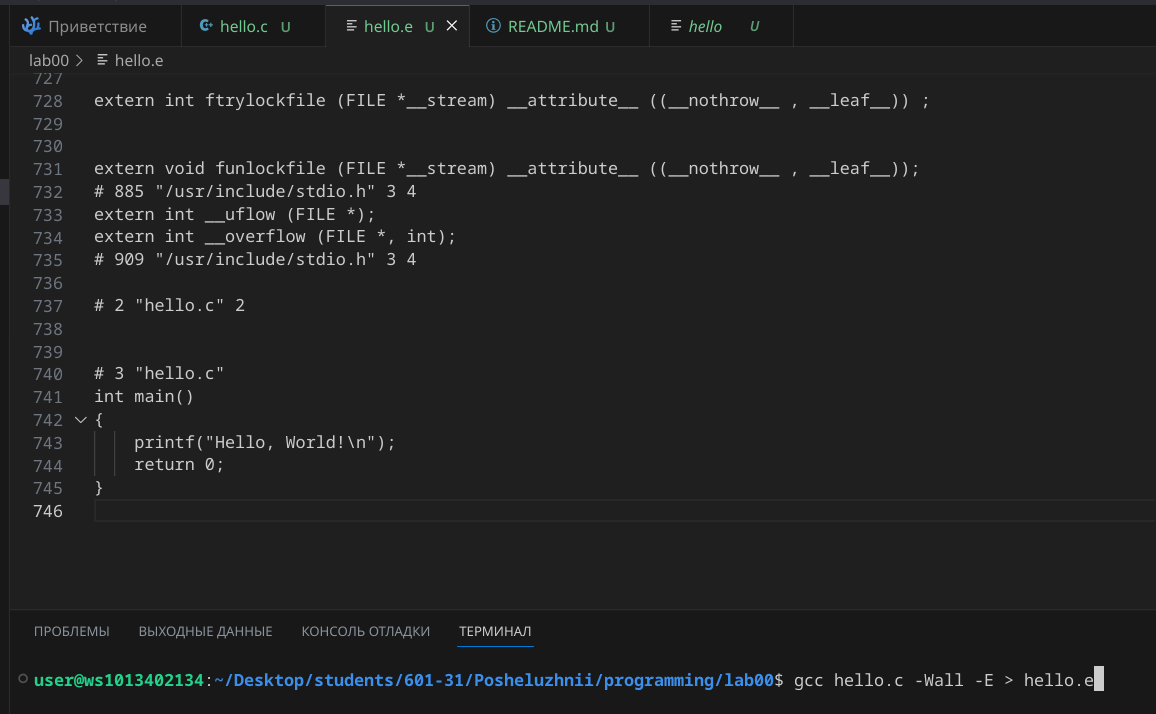 Приветствие hello.c U hello.e U README.md U hello U
lab00 > hello.e
727
728 extern int ftrylockfile (FILE *__stream) __attribute__ ((__nothrow__ , __leaf__)) ;
729
730
731 extern void funlockfile (FILE *__stream) __attribute__ ((__nothrow__ , __leaf__));
732 # 885 "/usr/include/stdio.h" 3 4
733 extern int __uflow (FILE *);
734 extern int __overflow (FILE *, int);
735 # 909 "/usr/include/stdio.h" 3 4
736
737 # 2 "hello.c" 2
738
739
740 # 3 "hello.c"
741 int main()
742 {
743 printf("Hello, World!\n");
744 return 0;
745 }
746
ПРОБЛЕМЫ ВЫХОДНЫЕ ДАННЫЕ КОНСОЛЬ ОТЛАДКИ ТЕРМИНАЛ
user@ws1013402134:~/Desktop/students/601-31/Posheluzhnii/programming/lab00$ gcc hello.c -Wall -E > hello.e